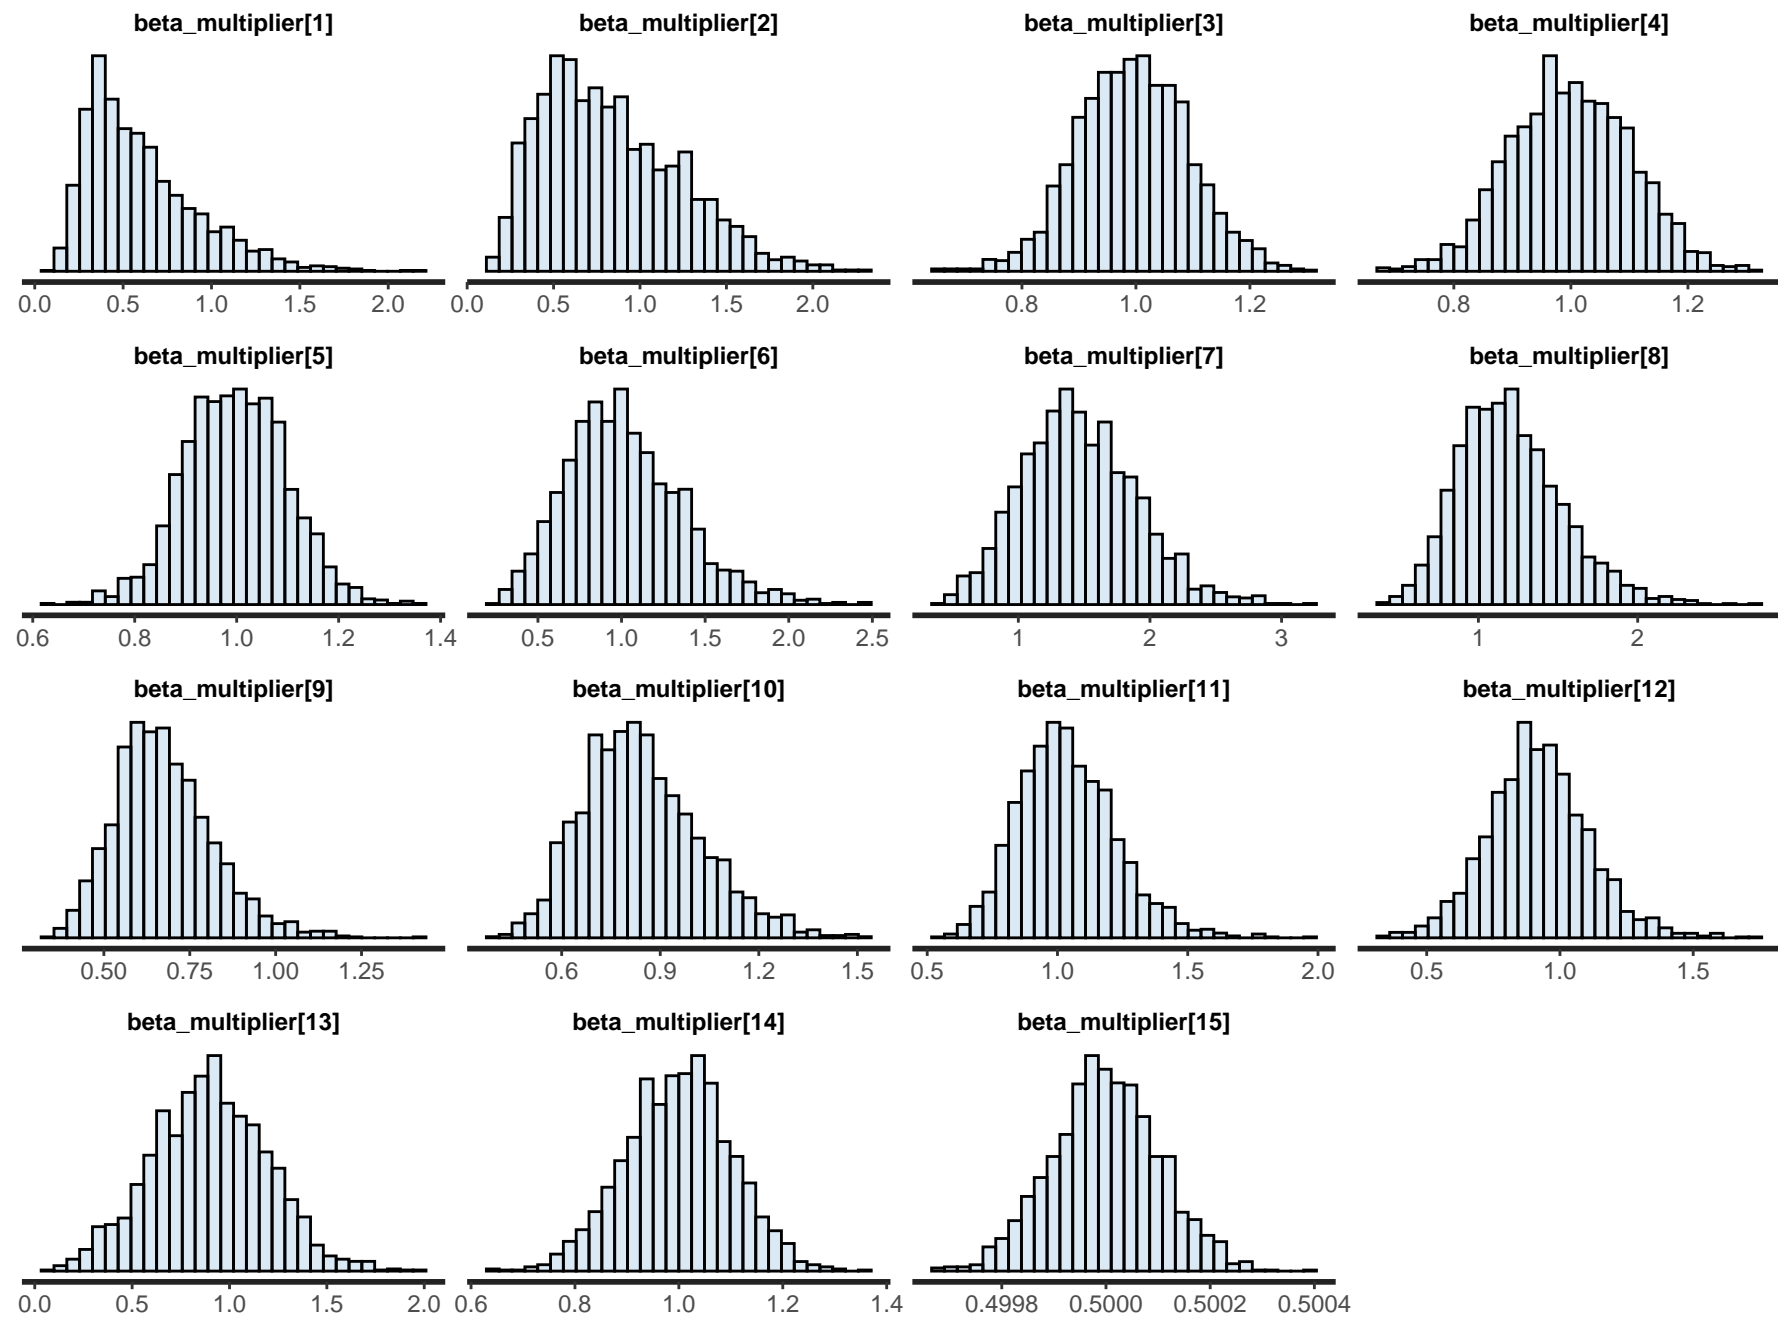 beta_multiplier[1] beta_multiplier[2] beta_multiplier[3] beta_multiplier[4]
0.0 0.5 1.0 1.5 2.0 0.0 0.5 1.0 1.5 2.0 0.8 1.0 1.2 0.8 1.0 1.2
beta_multiplier[5] beta_multiplier[6] beta_multiplier[7] beta_multiplier[8]
0.6 0.8 1.0 1.2 1.4 0.5 1.0 1.5 2.0 2.5 1 2 3 1 2
beta_multiplier[9] beta_multiplier[10] beta_multiplier[11] beta_multiplier[12]
0.50 0.75 1.00 1.25 0.6 0.9 1.2 1.5 0.5 1.0 1.5 2.0 0.5 1.0 1.5
beta_multiplier[13] beta_multiplier[14] beta_multiplier[15]
0.0 0.5 1.0 1.5 2.0 0.6 0.8 1.0 1.2 1.4 0.4998 0.5000 0.5002 0.5004